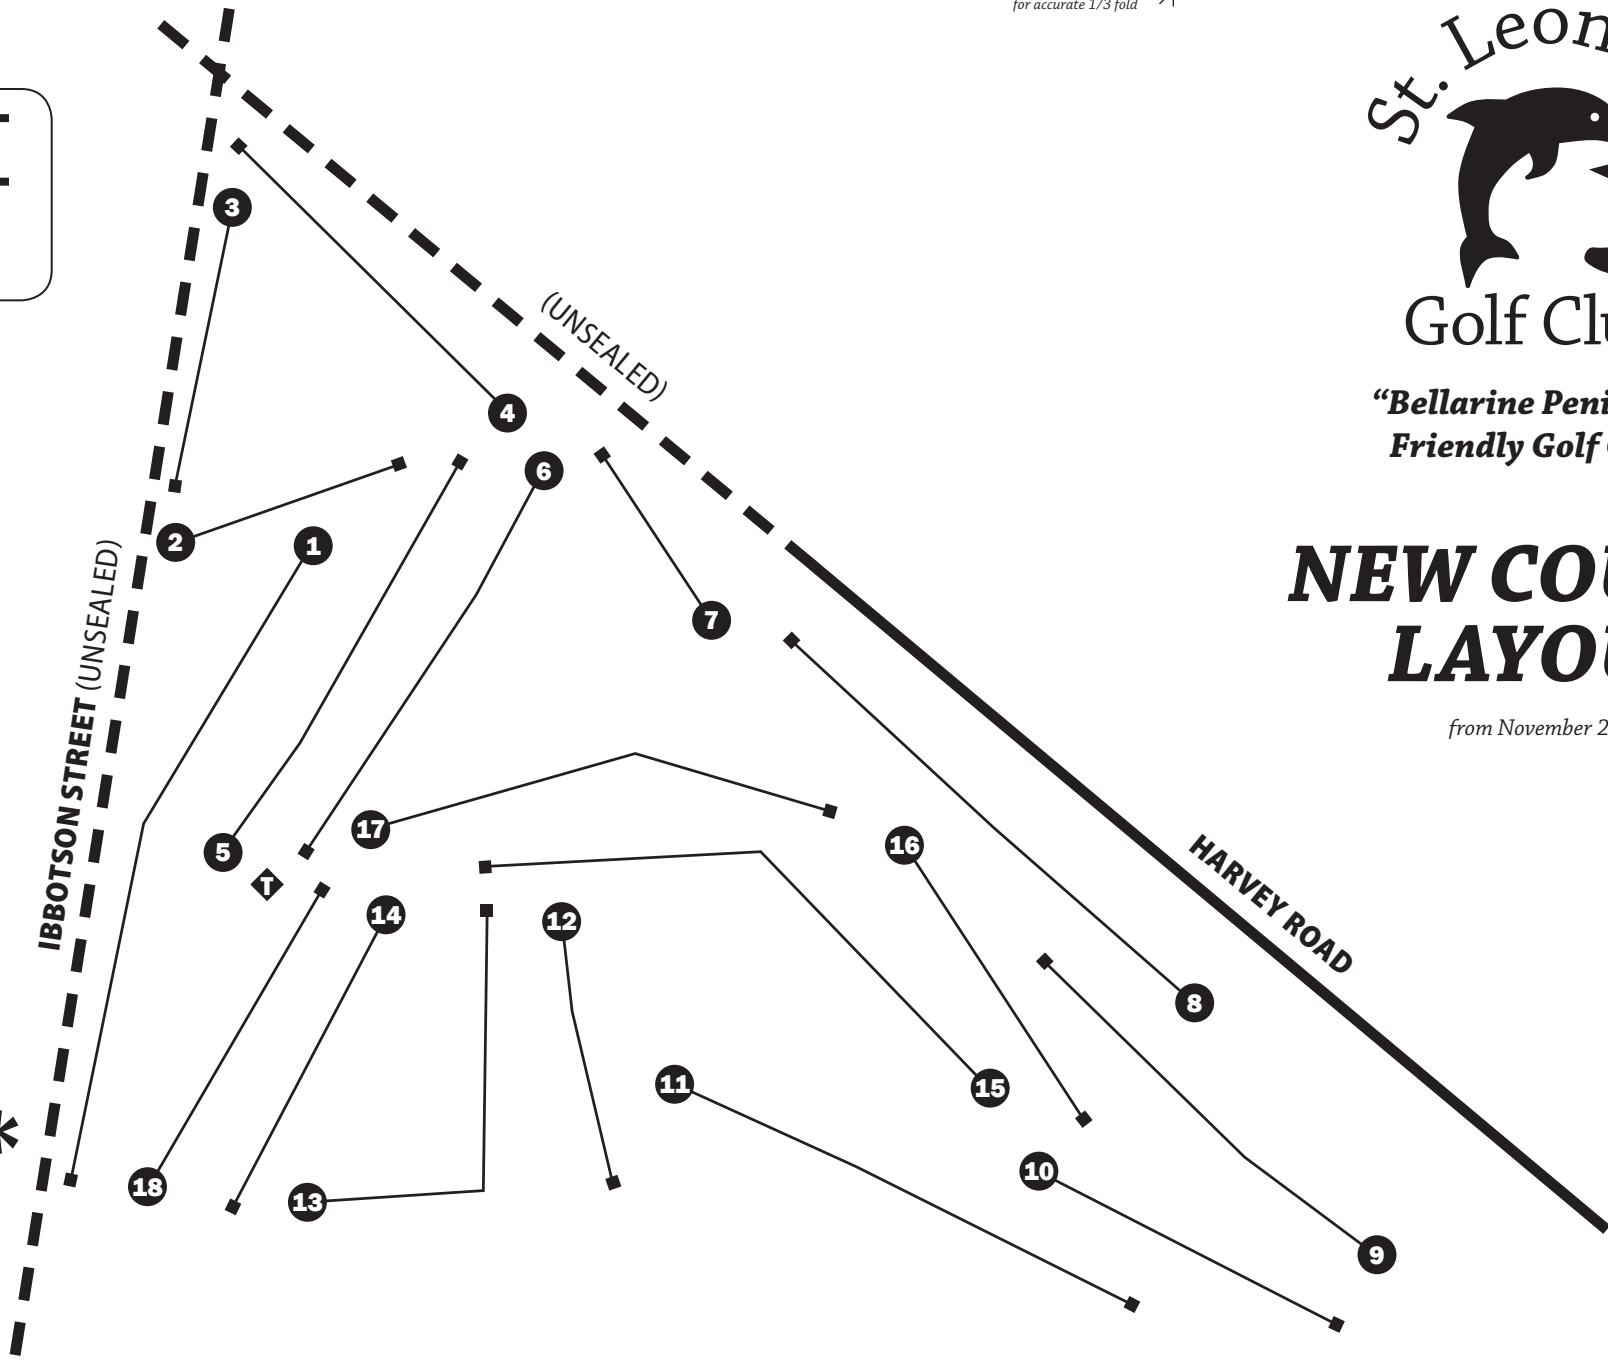 for accurate 1/3 fold
St. Leon
Golf Clu
“Bellarine Peni
Friendly Golf
NEW COU
LAYOU
from November 2
(UNSEALED)
HARVEY ROAD
IBBOTSON STREET (UNSEALED)
3
4
6
2
1
7
17
5
T
16
14
12
8
11
15
10
18
13
9
*